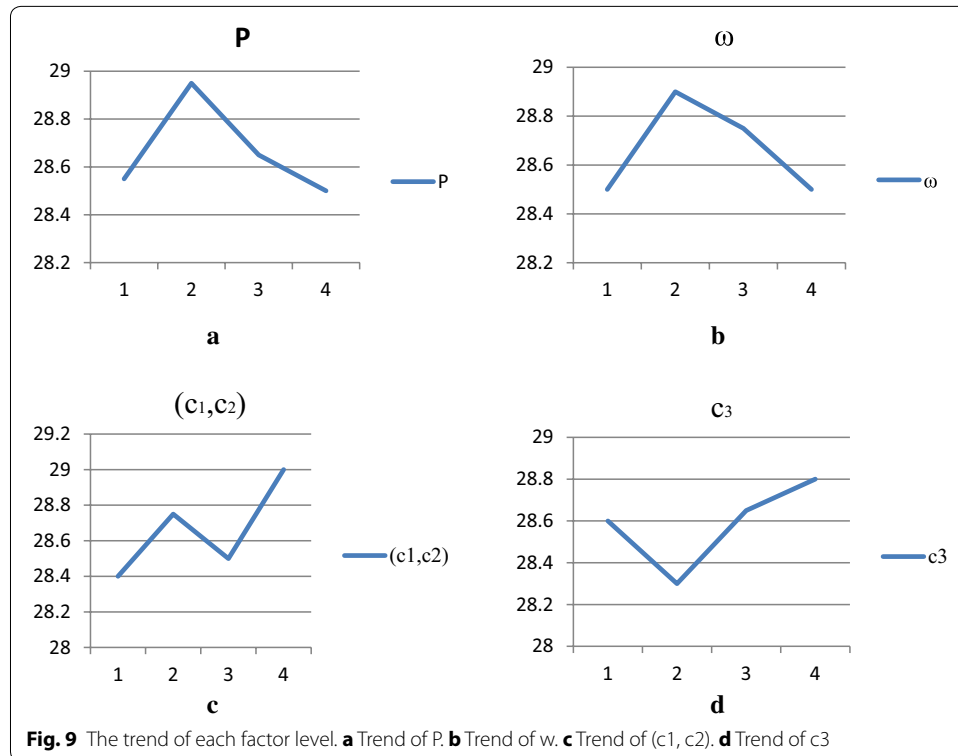 P
29
28.8
28.6
28.4
28.2
1 2 3 4
P
a
ω
29
28.8
28.6
28.4
28.2
1 2 3 4
ω
b
(c1,c2)
29.2
29
28.8
28.6
28.4
28.2
28
1 2 3 4
(c1,c2)
c
c3
29
28.8
28.6
28.4
28.2
28
1 2 3 4
c3
d
Fig. 9 The trend of each factor level. a Trend of P. b Trend of w. c Trend of (c1, c2). d Trend of c3